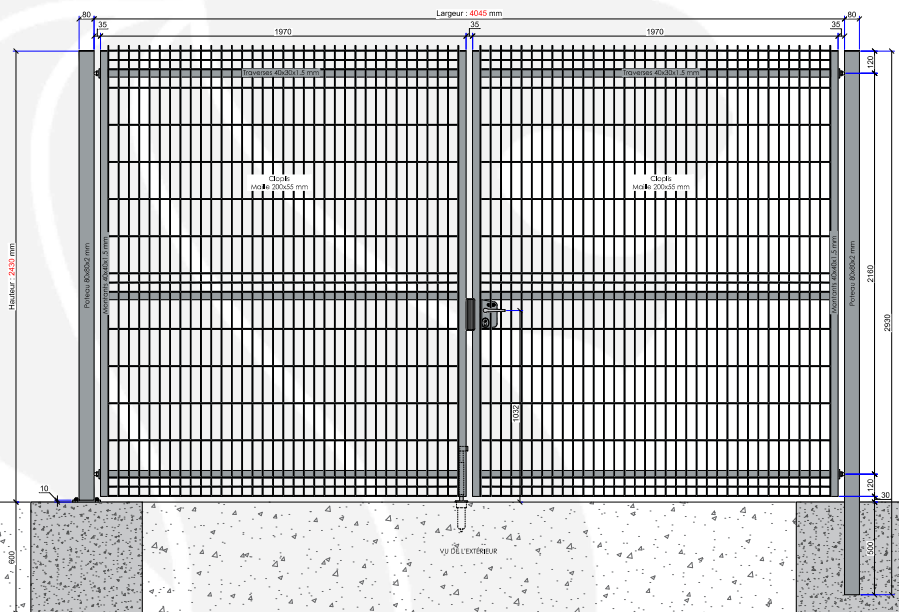 Largeur : 4045 mm
80
80
35
35
35
1970
1970
120
Traverses 40x30x1.5 mm
Traverses 40x30x1.5 mm
Cloplis
Maille 200x55 mm
Cloplis
Maille 200x55 mm
Hauteur : 2430 mm
Poteau 80x80x2 mm
Montants 40x40x1.5 mm
Montants 40x40x1.5 mm
Poteau 80x80x2 mm
2160
2930
1032
10
120
30
VU DE L'EXTÉRIEUR
600
500